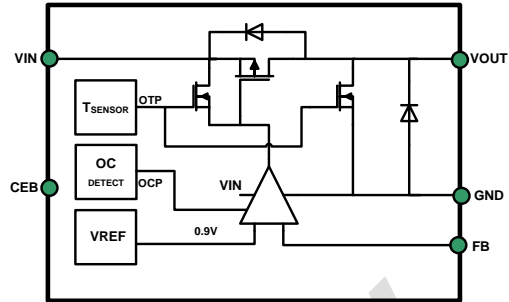 VIN
VOUT
TSENSOR
OTP
OC
DETECT
OCP
CEB
VIN
GND
VREF
0.9V
FB